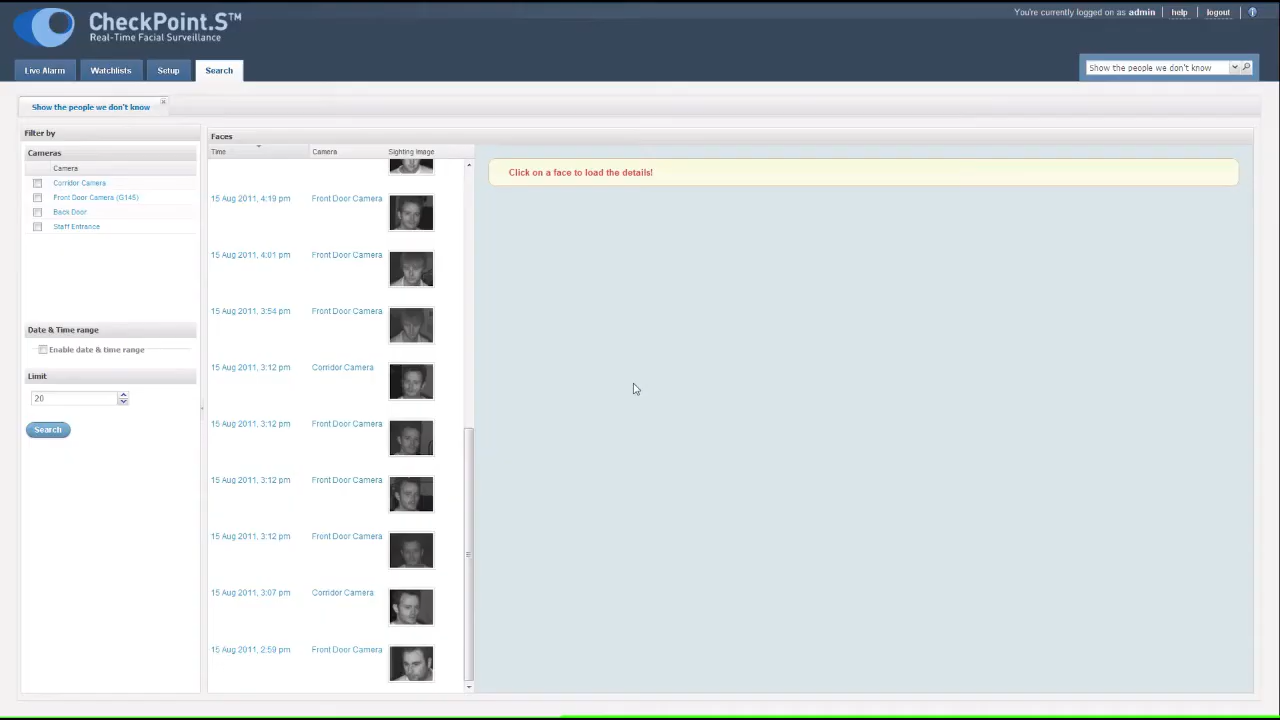 CheckPoint.S™
Real-Time Facial Surveillance
You're currently logged on as admin help logout
Live Alarm Watchlists Setup Search
Show the people we don't know
Show the people we don't know
Filter by
Cameras
Camera
Corridor Camera
Front Door Camera (G145)
Back Door
Staff Entrance
Date & Time range
Enable date & time range
Limit
20
Search
Faces
Time Camera Sighting Image
15 Aug 2011, 4:19 pm Front Door Camera
15 Aug 2011, 4:01 pm Front Door Camera
15 Aug 2011, 3:54 pm Front Door Camera
15 Aug 2011, 3:12 pm Corridor Camera
15 Aug 2011, 3:12 pm Front Door Camera
15 Aug 2011, 3:12 pm Front Door Camera
15 Aug 2011, 3:12 pm Front Door Camera
15 Aug 2011, 3:07 pm Corridor Camera
15 Aug 2011, 2:59 pm Front Door Camera
Click on a face to load the details!